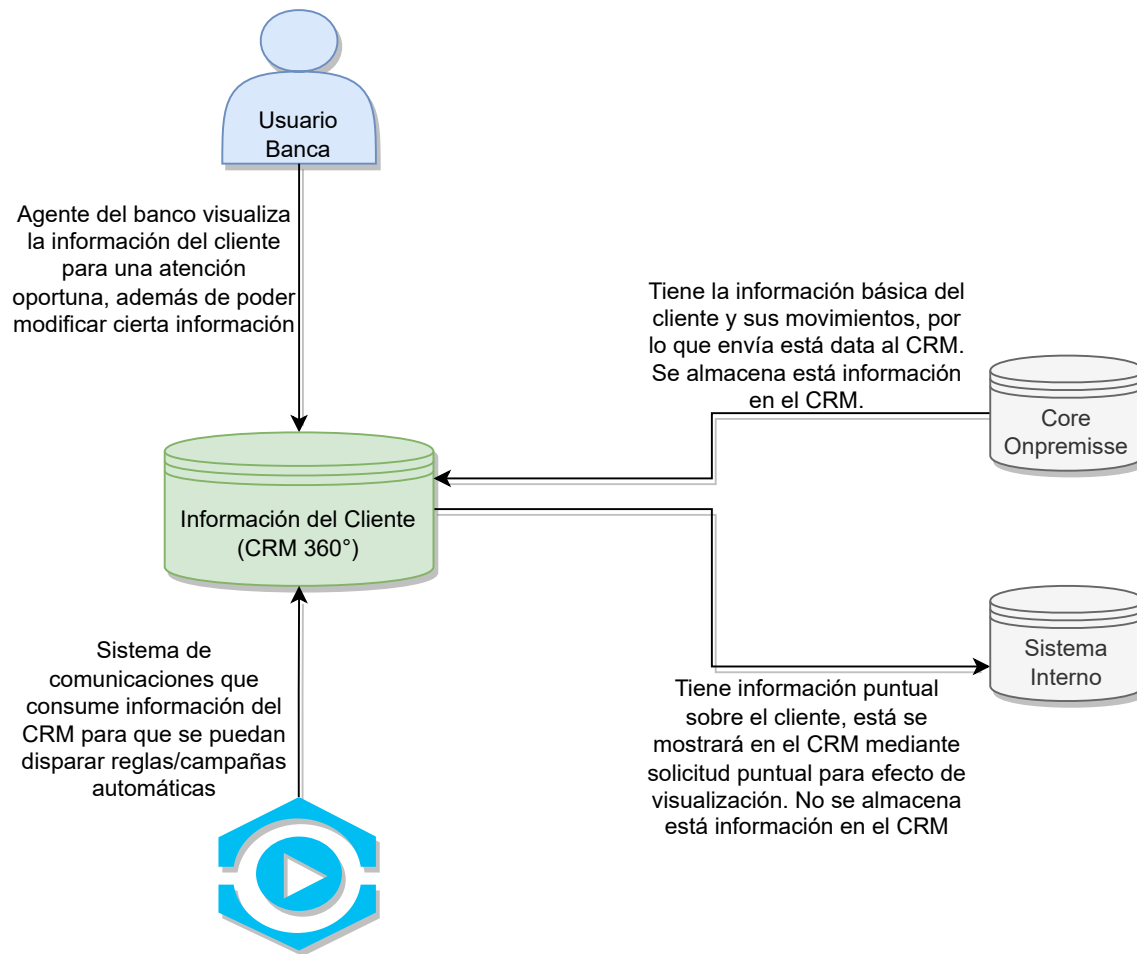 Usuario
Banca
Agente del banco visualiza
la información del cliente
para una atención
oportuna, además de poder
modificar cierta información
Tiene la información básica del
cliente y sus movimientos, por
lo que envía está data al CRM.
Se almacena está información
en el CRM.
Core
Onpremisse
Información del Cliente
(CRM 360°)
Sistema
Interno
Sistema de
comunicaciones que
consume información del
CRM para que se puedan
disparar reglas/campañas
automáticas
Tiene información puntual
sobre el cliente, está se
mostrará en el CRM mediante
solicitud puntual para efecto de
visualización. No se almacena
está información en el CRM